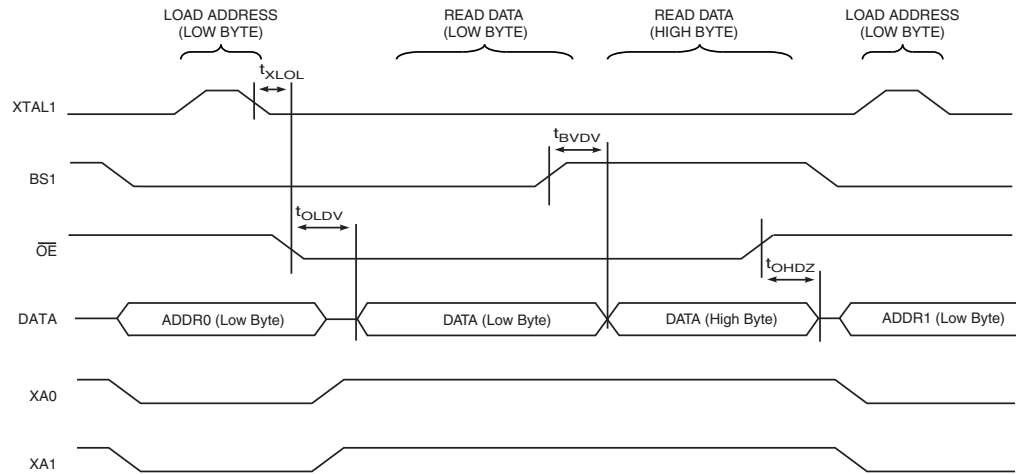 LOAD ADDRESS
(LOW BYTE)
READ DATA
(LOW BYTE)
READ DATA
(HIGH BYTE)
LOAD ADDRESS
(LOW BYTE)
tXLOL
XTAL1
tBVDV
BS1
tOLDV
OE
tOHDZ
DATA
ADDR0 (Low Byte)
DATA (Low Byte)
DATA (High Byte)
ADDR1 (Low Byte)
XA0
XA1